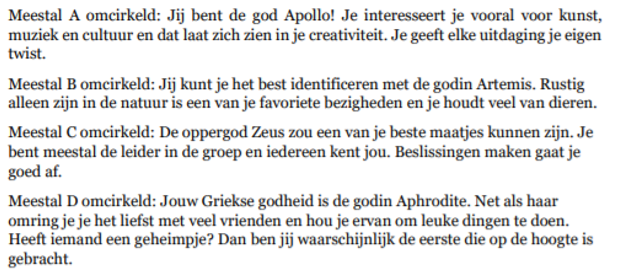 Meestal A omcirkeld: Jij bent de god Apollo! Je interesseert je vooral voor kunst,
muziek en cultuur en dat laat zich zien in je creativiteit. Je geeft elke uitdaging je eigen
twist.
Meestal B omcirkeld: Jij kunt je het best identificeren met de godin Artemis. Rustig
alleen zijn in de natuur is een van je favoriete bezigheden en je houdt veel van dieren.
Meestal C omcirkeld: De oppergod Zeus zou een van je beste maatjes kunnen zijn. Je
bent meestal de leider in de groep en iedereen kent jou. Beslissingen maken gaat je
goed af.
Meestal D omcirkeld: Jouw Griekse godheid is de godin Aphrodite. Net als haar
omring je je het liefst met veel vrienden en hou je ervan om leuke dingen te doen.
Heeft iemand een geheimpje? Dan ben jij waarschijnlijk de eerste die op de hoogte is
gebracht.